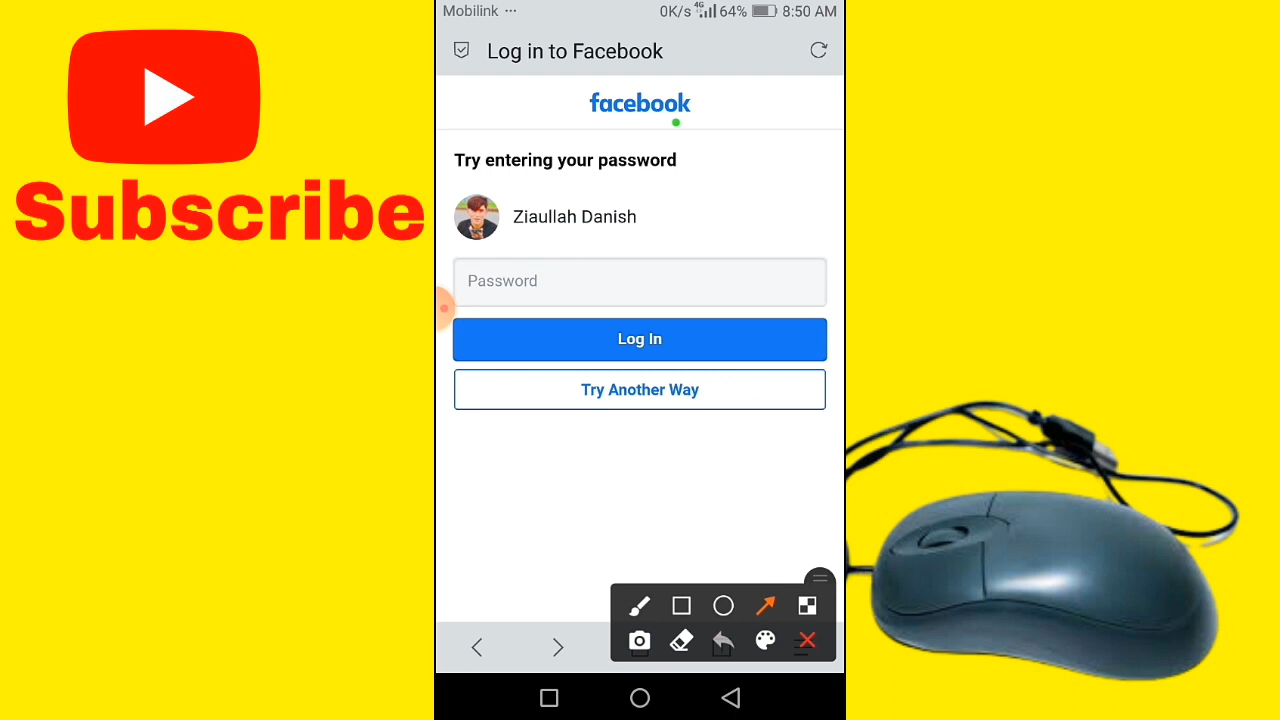 Subscribe
Mobilink ··· 0K/s 4G 64% 8:50 AM
Log in to Facebook
facebook
Try entering your password
Ziaullah Danish
Password
Log In
Try Another Way